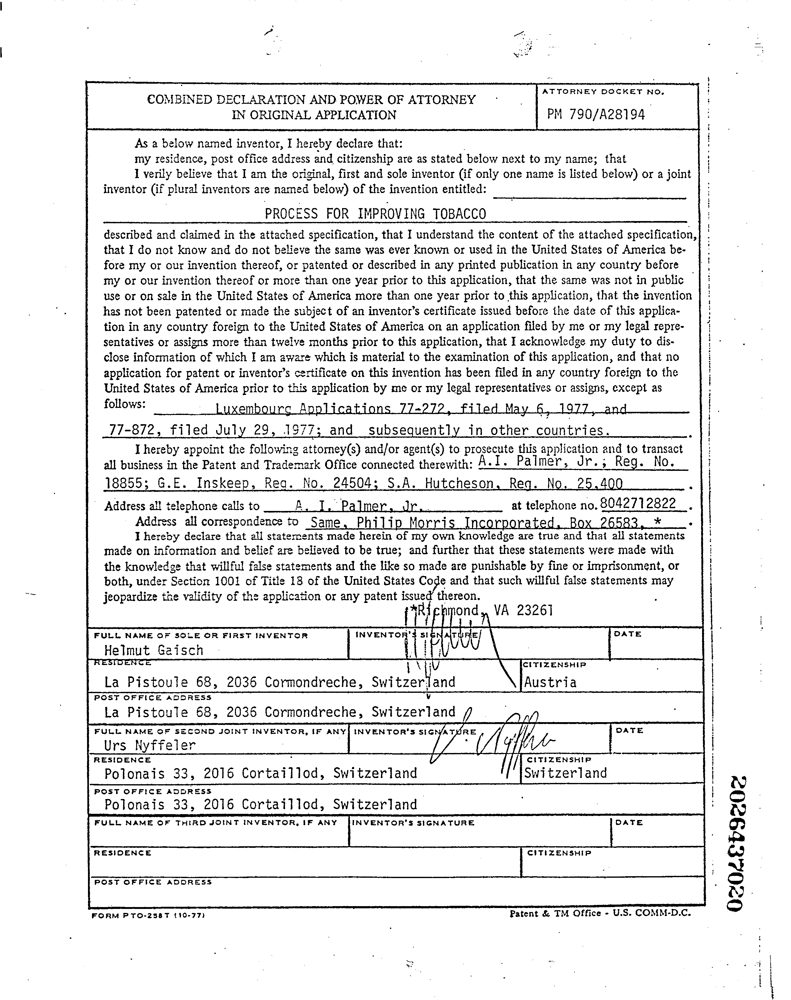 COMBINED DECLARATION AND POWER OF ATTORNEY
IN ORIGINAL APPLICATION
ATTORNEY DOCKET NO.
PM 790/A28194
As a below named inventor, I hereby declare that:
my residence, post office address and citizenship are as stated below next to my name; that
I verily believe that I am the original, first and sole inventor (if only one name is listed below) or a joint
inventor (if plural inventors are named below) of the invention entitled:
PROCESS FOR IMPROVING TOBACCO
described and claimed in the attached specification, that I understand the content of the attached specification,
that I do not know and do not believe the same was ever known or used in the United States of America be-
fore my or our invention thereof, or patented or described in any printed publication in any country before
my or our invention thereof or more than one year prior to this application, that the same was not in public
use or on sale in the United States of America more than one year prior to this application, that the invention
has not been patented or made the subject of an inventor's certificate issued before the date of this applica-
tion in any country foreign to the United States of America on an application filed by me or my legal repre-
sentatives or assigns more than twelve months prior to this application, that I acknowledge my duty to dis-
close information of which I am aware which is material to the examination of this application, and that no
application for patent or inventor's certificate on this invention has been filed in any country foreign to the
United States of America prior to this application by me or my legal representatives or assigns, except as
follows: Luxembourg Applications 77-272, filed May 6, 1977, and
77-872, filed July 29, 1977; and subsequently in other countries.
I hereby appoint the following attorney(s) and/or agent(s) to prosecute this application and to transact
all business in the Patent and Trademark Office connected therewith: A.I. Palmer, Jr.; Reg. No.
18855; G.E. Inskeep, Reg. No. 24504; S.A. Hutcheson, Reg. No. 25,400.
Address all telephone calls to A. I. Palmer, Jr. at telephone no. 8042712822.
Address all correspondence to Same, Philip Morris Incorporated, Box 26583, *.
I hereby declare that all statements made herein of my own knowledge are true and that all statements
made on information and belief are believed to be true; and further that these statements were made with
the knowledge that willful false statements and the like so made are punishable by fine or imprisonment, or
both, under Section 1001 of Title 18 of the United States Code and that such willful false statements may
jeopardize the validity of the application or any patent issued thereon.
*Richmond, VA 23261
FULL NAME OF SOLE OR FIRST INVENTOR
INVENTOR'S SIGNATURE
DATE
Helmut Gaisch
RESIDENCE
CITIZENSHIP
La Pistoule 68, 2036 Cormondreche, Switzerland
Austria
POST OFFICE ADDRESS
La Pistoule 68, 2036 Cormondreche, Switzerland
FULL NAME OF SECOND JOINT INVENTOR, IF ANY
INVENTOR'S SIGNATURE
DATE
Urs Nyffeler
RESIDENCE
CITIZENSHIP
Polonais 33, 2016 Cortaillod, Switzerland
Switzerland
POST OFFICE ADDRESS
Polonais 33, 2016 Cortaillod, Switzerland
FULL NAME OF THIRD JOINT INVENTOR, IF ANY
INVENTOR'S SIGNATURE
DATE
RESIDENCE
CITIZENSHIP
POST OFFICE ADDRESS
FORM PTO-258T (10-77)
Patent & TM Office - U.S. COMM-D.C.
2026437020